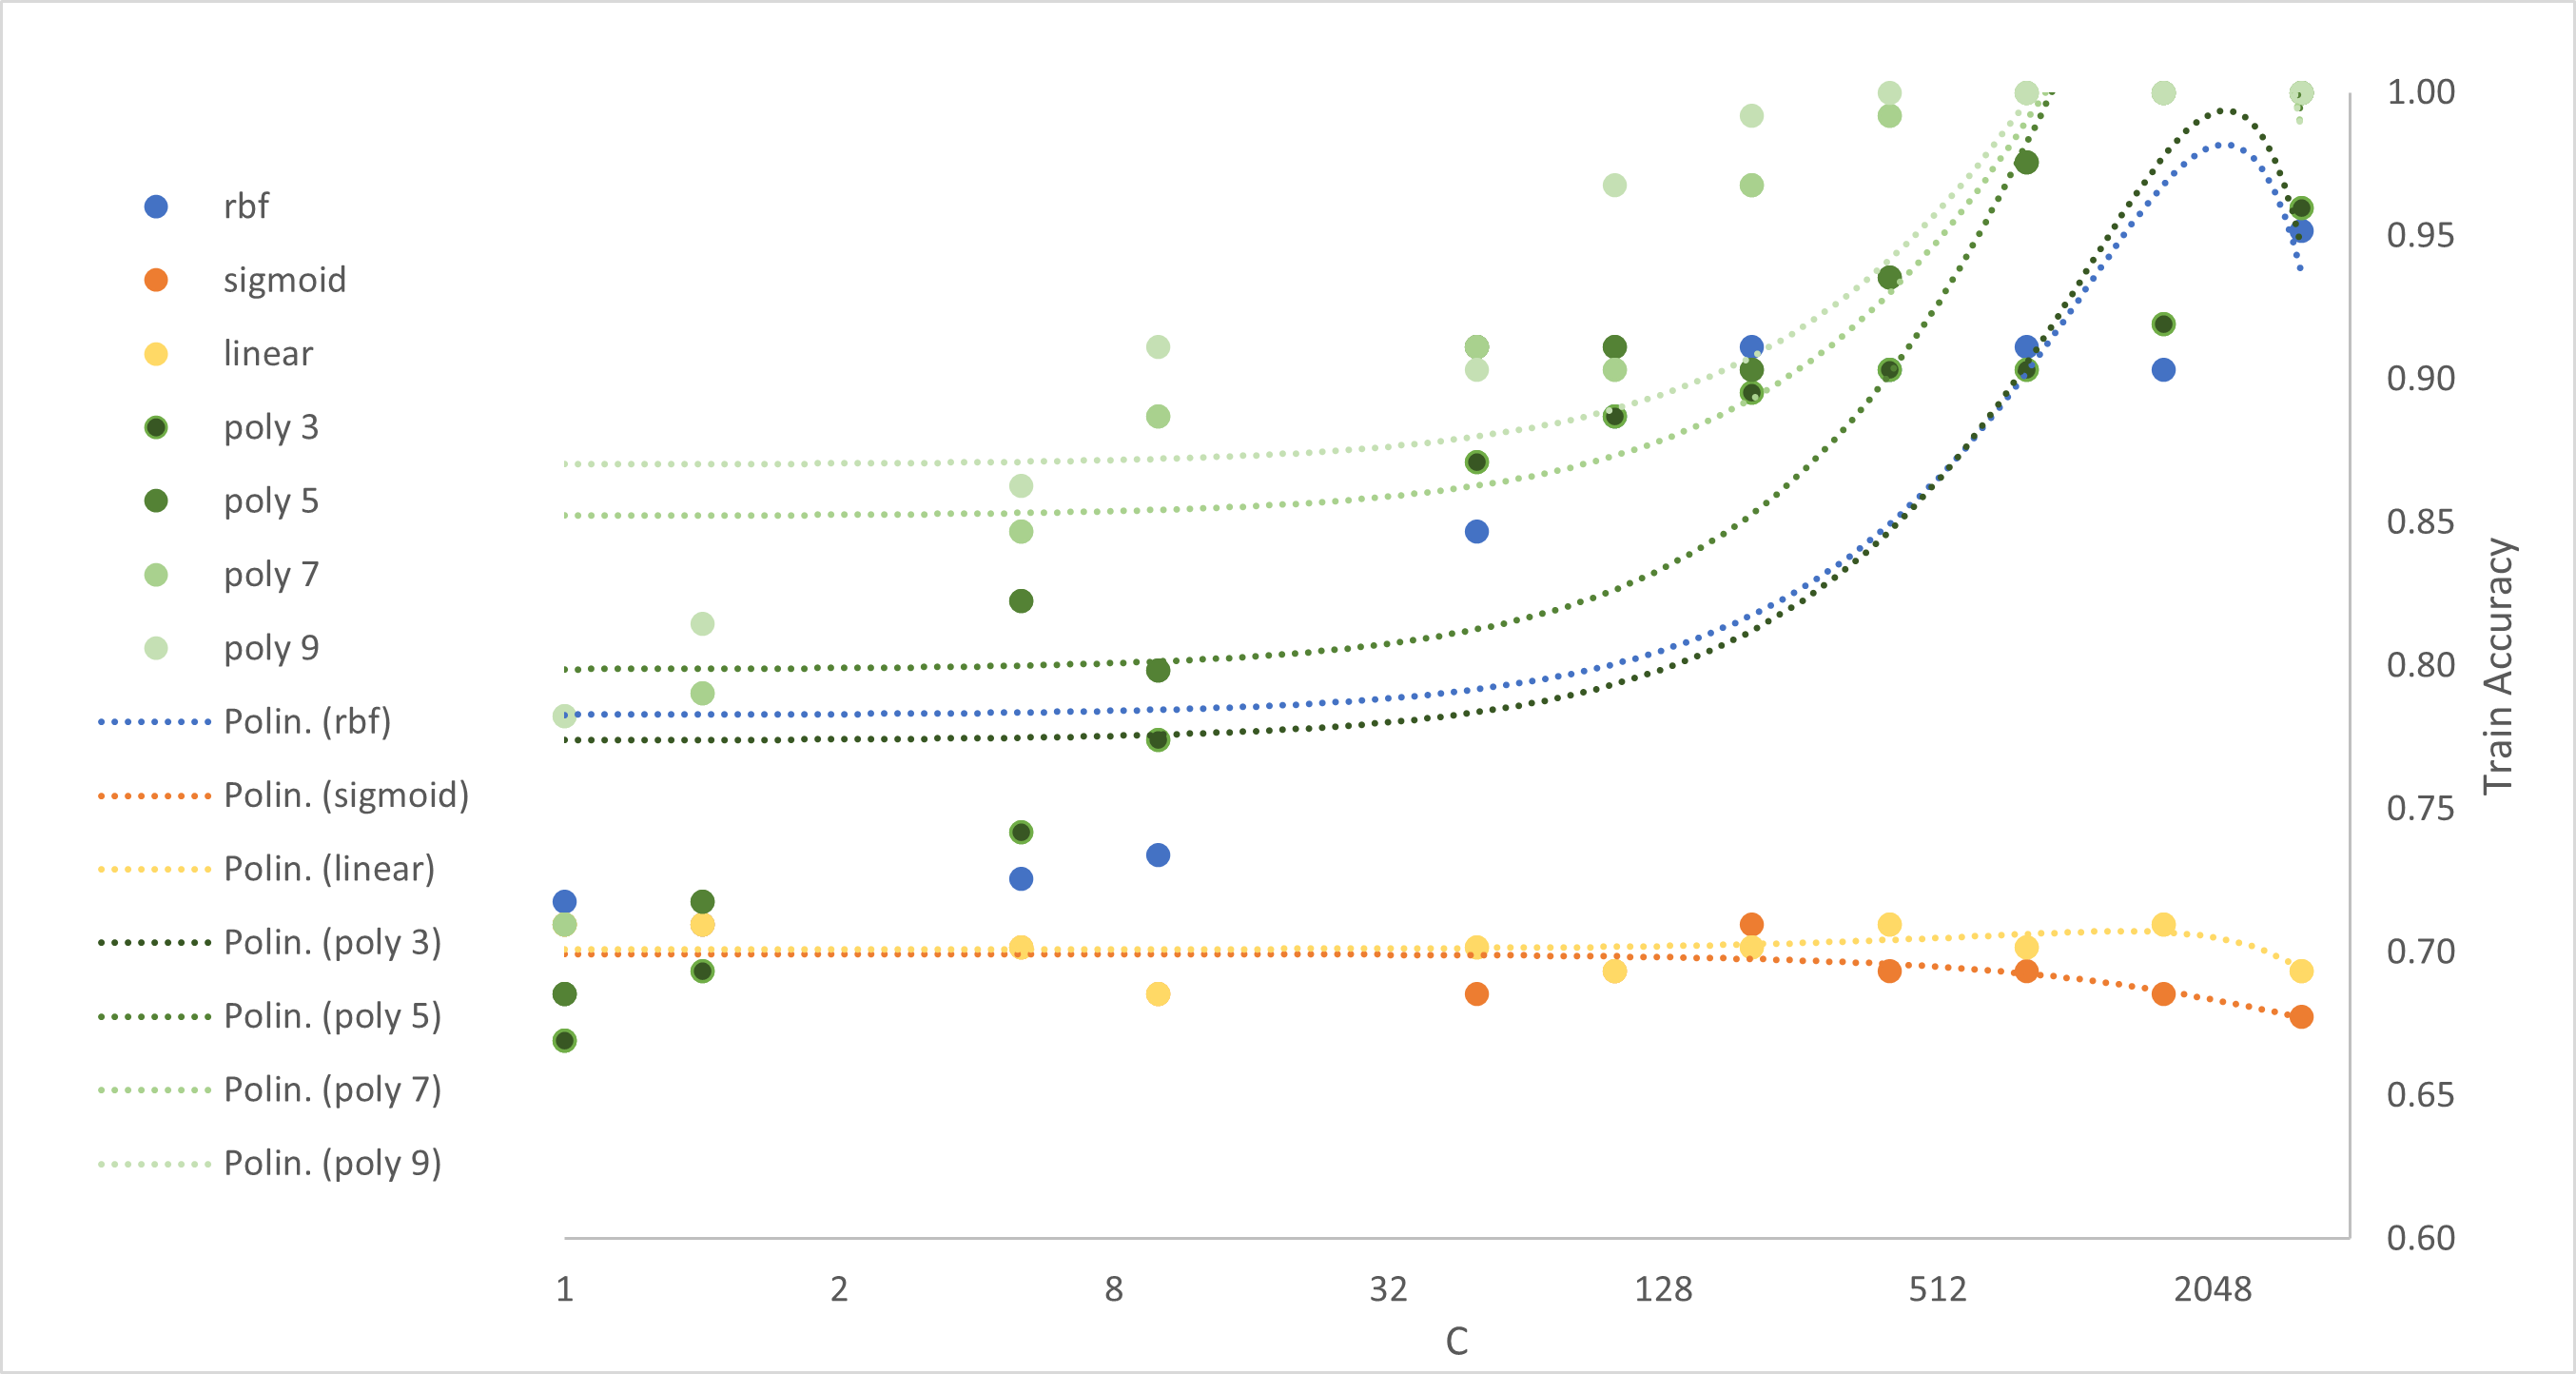 rbf
sigmoid
linear
poly 3
poly 5
poly 7
poly 9
Polin. (rbf)
Polin. (sigmoid)
Polin. (linear)
Polin. (poly 3)
Polin. (poly 5)
Polin. (poly 7)
Polin. (poly 9)
1.00
0.95
0.90
0.85
0.80
0.75
0.70
0.65
0.60
Train Accuracy
1 2 8 32 128 512 2048
C